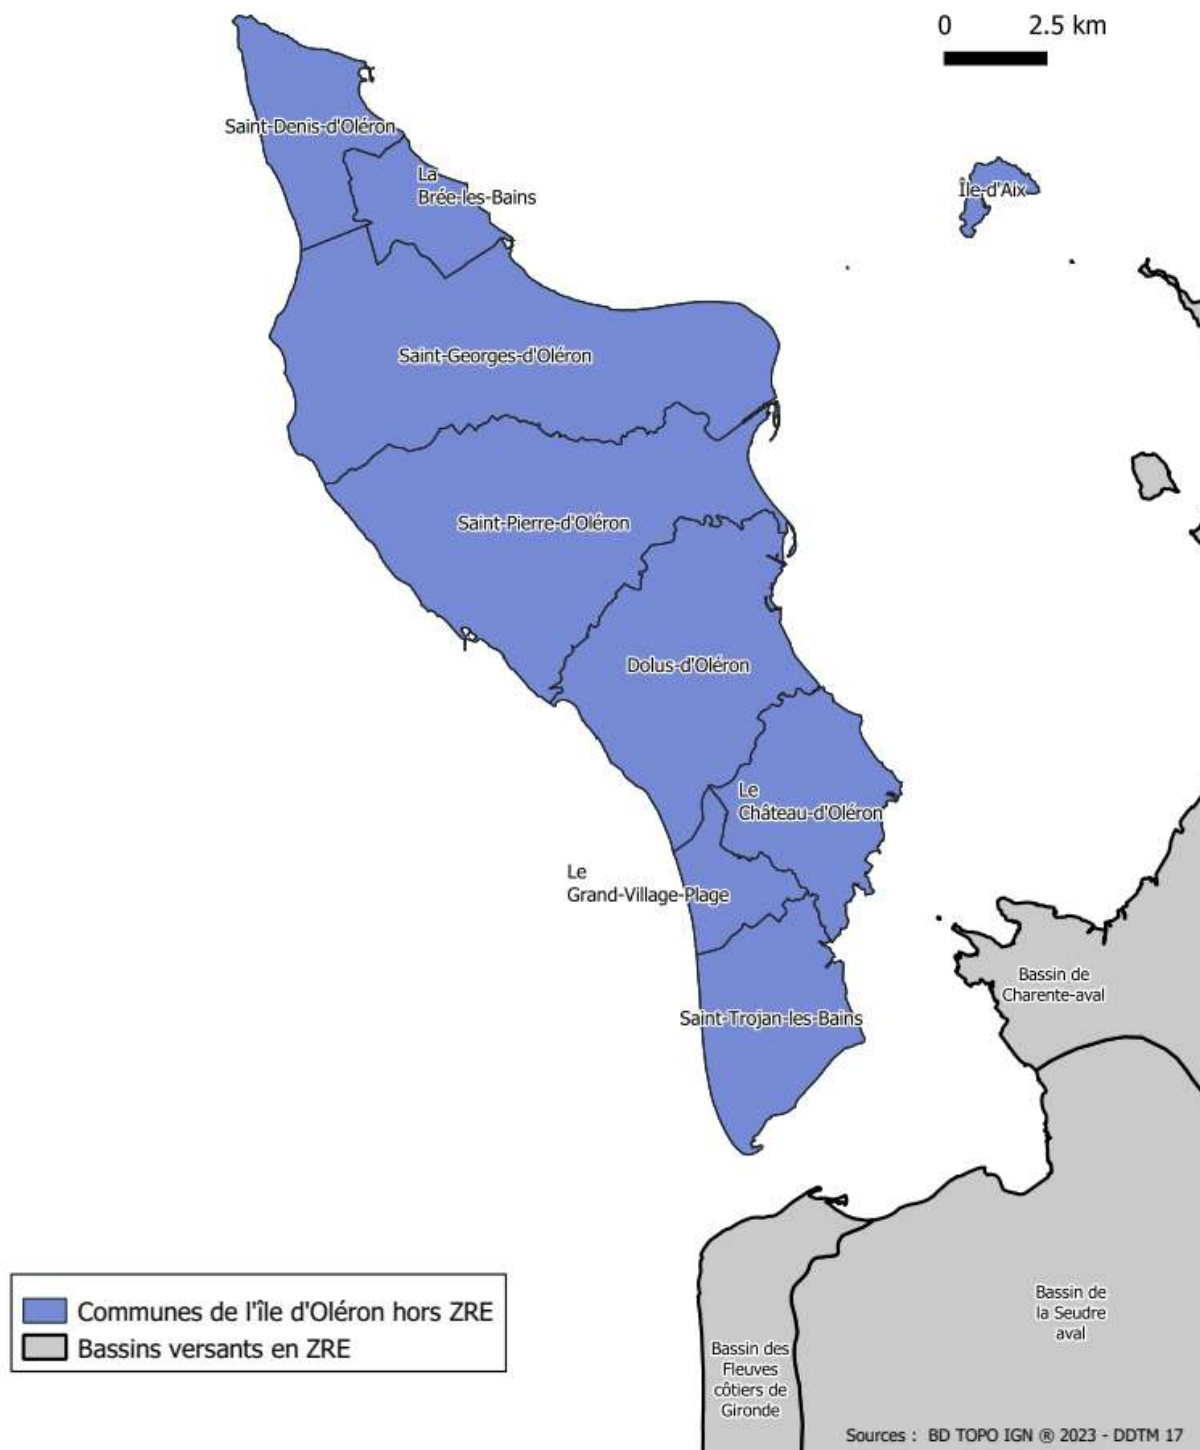 0 2.5 km
Saint-Denis-d'Oléron
La
Brée-les-Bains
Île-d'Aix
Saint-Georges-d'Oléron
Saint-Pierre-d'Oléron
Dolus-d'Oléron
Le
Château-d'Oléron
Le
Grand-Village-Plage
Bassin de
Charente-aval
Saint-Trojan-les-Bains
Communes de l'île d'Oléron hors ZRE
Bassins versants en ZRE
Bassin des
Fleuves
côtiers de
Gironde
Bassin de
la Seudre
aval
Sources : BD TOPO IGN ® 2023 - DDTM 17